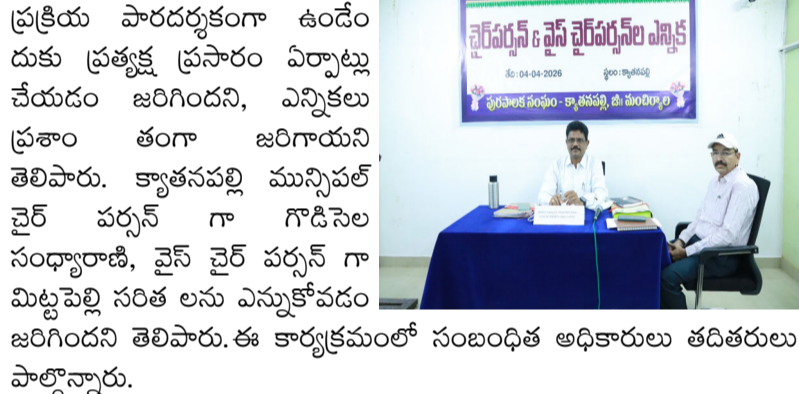 ప్రక్రియ పారదర్శకంగా ఉండేం
దుకు ప్రత్యక్ష ప్రసారం ఏర్పాట్లు
చేయడం జరిగిందని, ఎన్నికలు
ప్రశాం తంగా జరిగాయని
తెలిపారు. క్యాతనపల్లి మున్సిపల్
చైర్ పర్సన్ గా గొడిసెల
సంధ్యారాణి, వైస్ చైర్ పర్సన్ గా
మిట్టపెల్లి సరిత లను ఎన్నుకోవడం
జరిగిందని తెలిపారు.ఈ కార్యక్రమంలో సంబంధిత అధికారులు తదితరులు
పాల్గొన్నారు.
చైర్‌పర్సన్ & వైస్ చైర్‌పర్సన్‌ల ఎన్నిక
తేది : 04-04-2026 స్థలం : క్యాతనపల్లి
పురపాలక సంఘం - క్యాతనపల్లి, జి॥ మంచిర్యాల